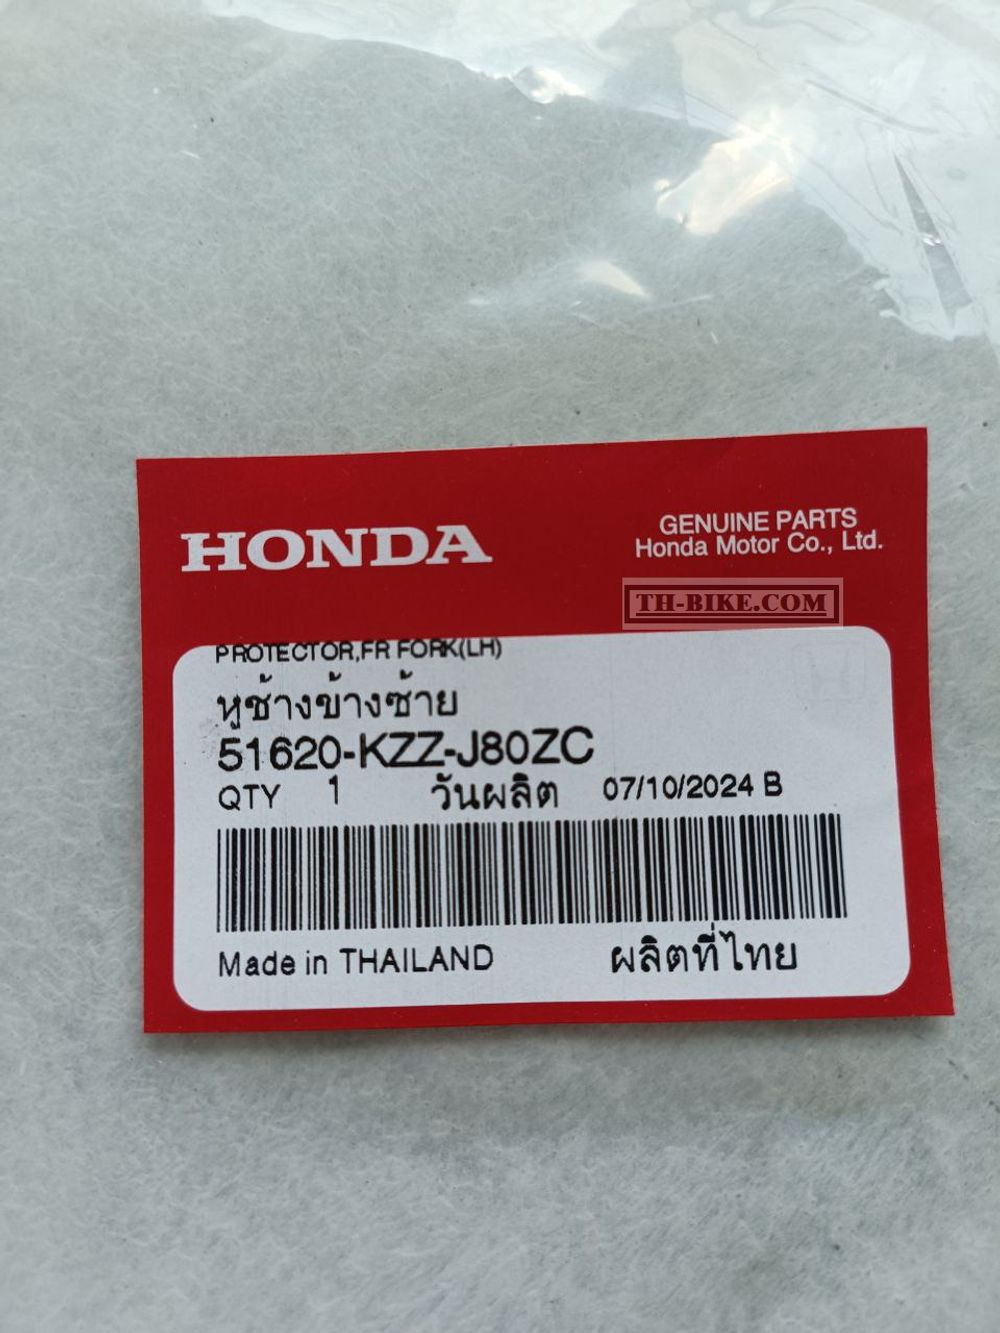 HONDA
GENUINE PARTS
Honda Motor Co., Ltd.
TH-BIKE.COM
PROTECTOR,FR FORK(LH)
หูช้างข้างซ้าย
51620-KZZ-J80ZC
QTY 1 วันผลิต 07/10/2024 B
Made in THAILAND ผลิตที่ไทย